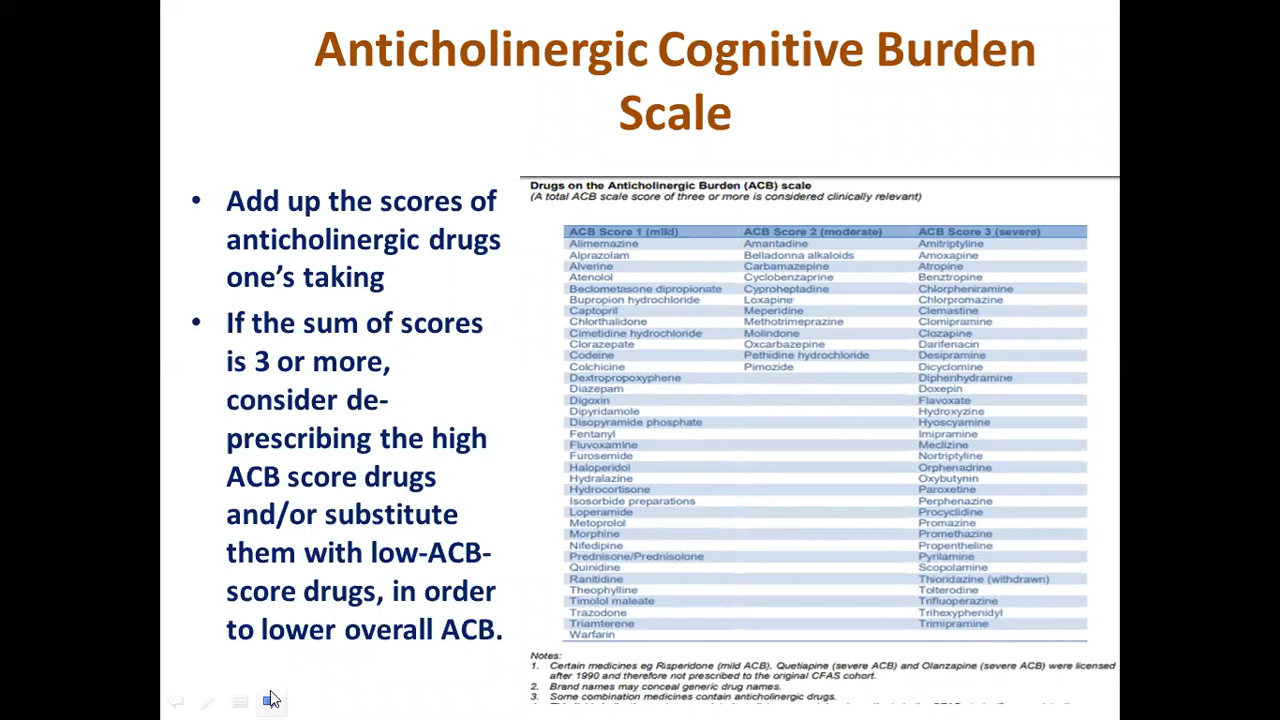 Anticholinergic Cognitive Burden
Scale
• Add up the scores of
anticholinergic drugs
one's taking
• If the sum of scores
is 3 or more,
consider de-
prescribing the high
ACB score drugs
and/or substitute
them with low-ACB-
score drugs, in order
to lower overall ACB.
Drugs on the Anticholinergic Burden (ACB) scale
(A total ACB scale score of three or more is considered clinically relevant)
ACB Score 1 (mild) ACB Score 2 (moderate) ACB Score 3 (severe)
Alimemazine Amantadine Amitriptyline
Alprazolam Belladonna alkaloids Amoxapine
Alverine Carbamazepine Atropine
Atenolol Cyclobenzaprine Benztropine
Beclometasone dipropionate Cyproheptadine Chlorpheniramine
Bupropion hydrochloride Loxapine Chlorpromazine
Captopril Meperidine Clemastine
Chlorthalidone Methotrimeprazine Clomipramine
Cimetidine hydrochloride Molindone Clozapine
Clorazepate Oxcarbazepine Darifenacin
Codeine Pethidine hydrochloride Desipramine
Colchicine Pimozide Dicyclomine
Dextropropoxyphene Diphenhydramine
Diazepam Doxepin
Digoxin Flavoxate
Dipyridamole Hydroxyzine
Disopyramide phosphate Hyoscyamine
Fentanyl Imipramine
Fluvoxamine Meclizine
Furosemide Nortriptyline
Haloperidol Orphenadrine
Hydralazine Oxybutynin
Hydrocortisone Paroxetine
Isosorbide preparations Perphenazine
Loperamide Procyclidine
Metoprolol Promazine
Morphine Promethazine
Nifedipine Propentheline
Prednisone/Prednisolone Pyrilamine
Quinidine Scopolamine
Ranitidine Thioridazine (withdrawn)
Theophylline Tolterodine
Timolol maleate Trifluoperazine
Trazodone Trihexyphenidyl
Triamterene Trimipramine
Warfarin
Notes:
1. Certain medicines eg Risperidone (mild ACB), Quetiapine (severe ACB) and Olanzapine (severe ACB) were licensed
after 1990 and therefore not prescribed to the original CFAS cohort.
2. Brand names may conceal generic drug names.
3. Some combination medicines contain anticholinergic drugs.